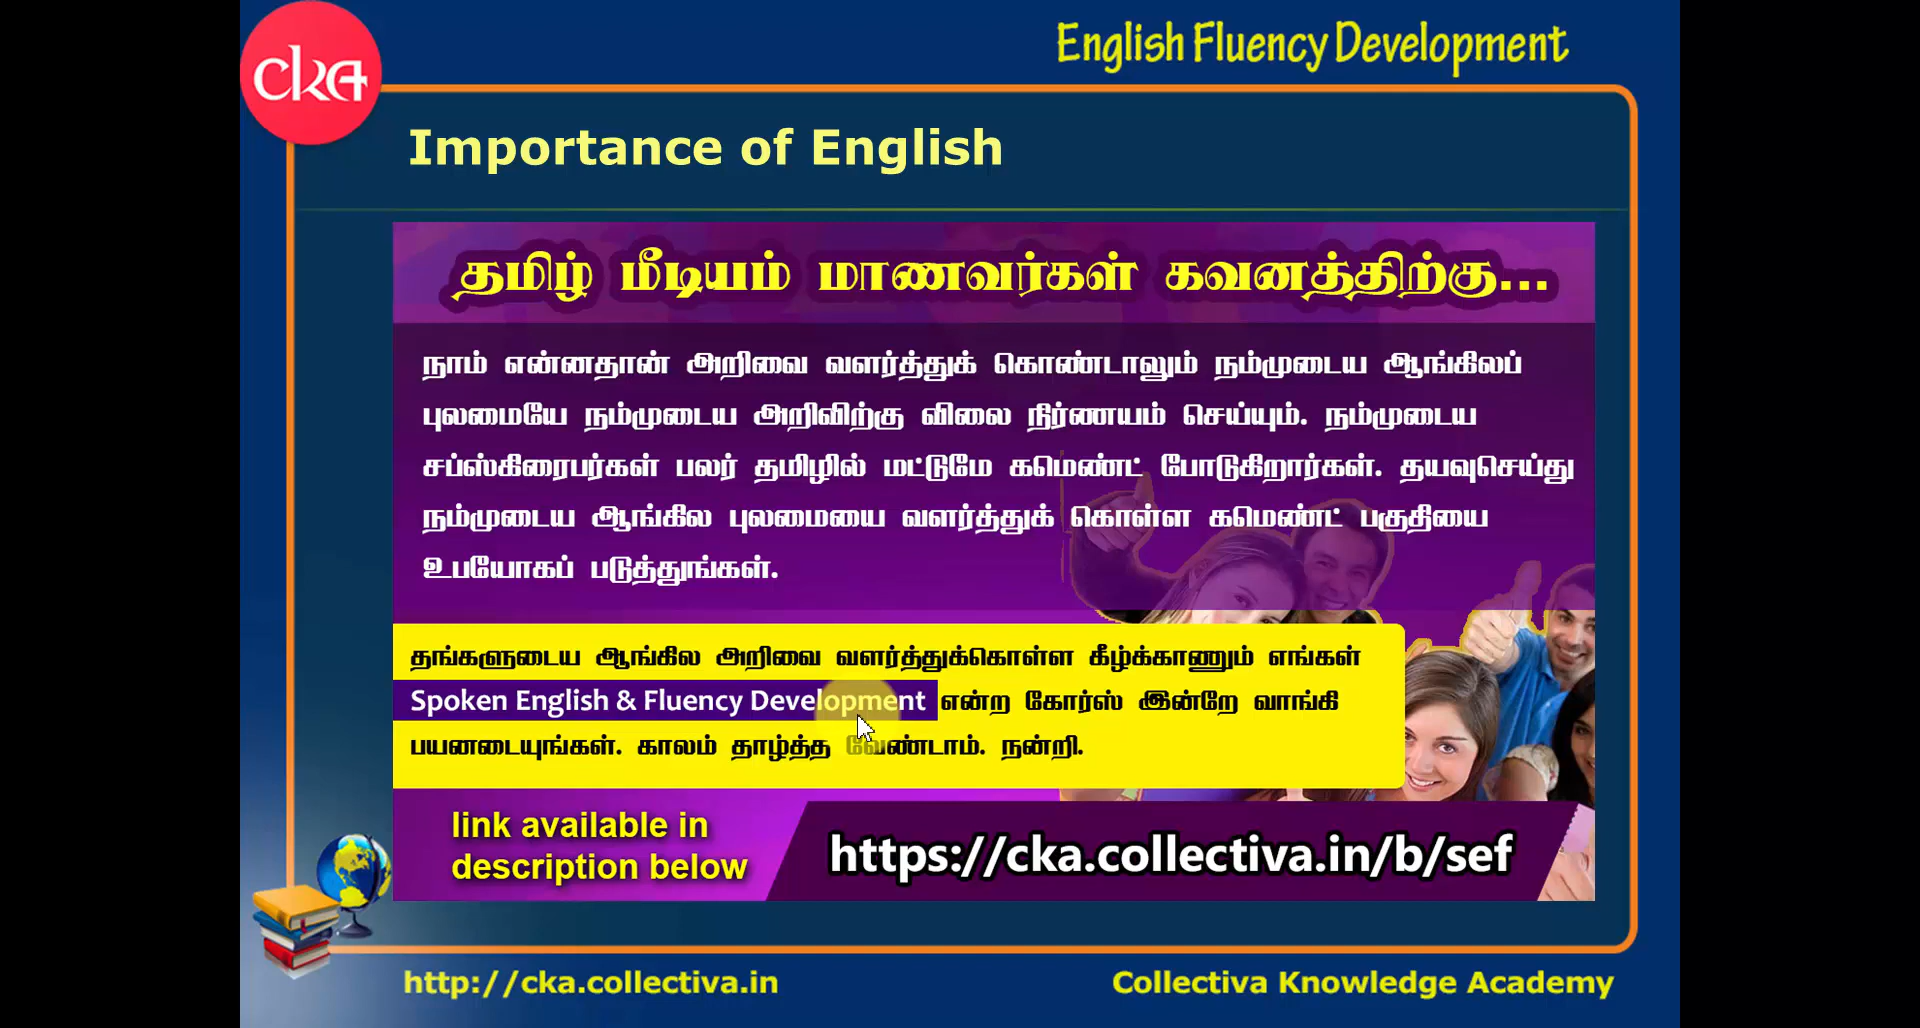 cka
English Fluency Development
Importance of English
தமிழ் மீடியம் மாணவர்கள் கவனத்திற்கு...
நாம் என்னதான் அறிவை வளர்த்துக் கொண்டாலும் நம்முடைய ஆங்கிலப்
புலமையே நம்முடைய அறிவிற்கு விலை நிர்ணயம் செய்யும். நம்முடைய
சப்ஸ்கிரைபர்கள் பலர் தமிழில் மட்டுமே கமெண்ட் போடுகிறார்கள். தயவுசெய்து
நம்முடைய ஆங்கில புலமையை வளர்த்துக் கொள்ள கமெண்ட் பகுதியை
உபயோகப் படுத்துங்கள்.
தங்களுடைய ஆங்கில அறிவை வளர்த்துக்கொள்ள கீழ்க்காணும் எங்கள்
Spoken English & Fluency Development என்ற கோர்ஸ் இன்றே வாங்கி
பயனடையுங்கள். காலம் தாழ்த்த வேண்டாம். நன்றி.
link available in
description below
https://cka.collectiva.in/b/sef
http://cka.collectiva.in
Collectiva Knowledge Academy